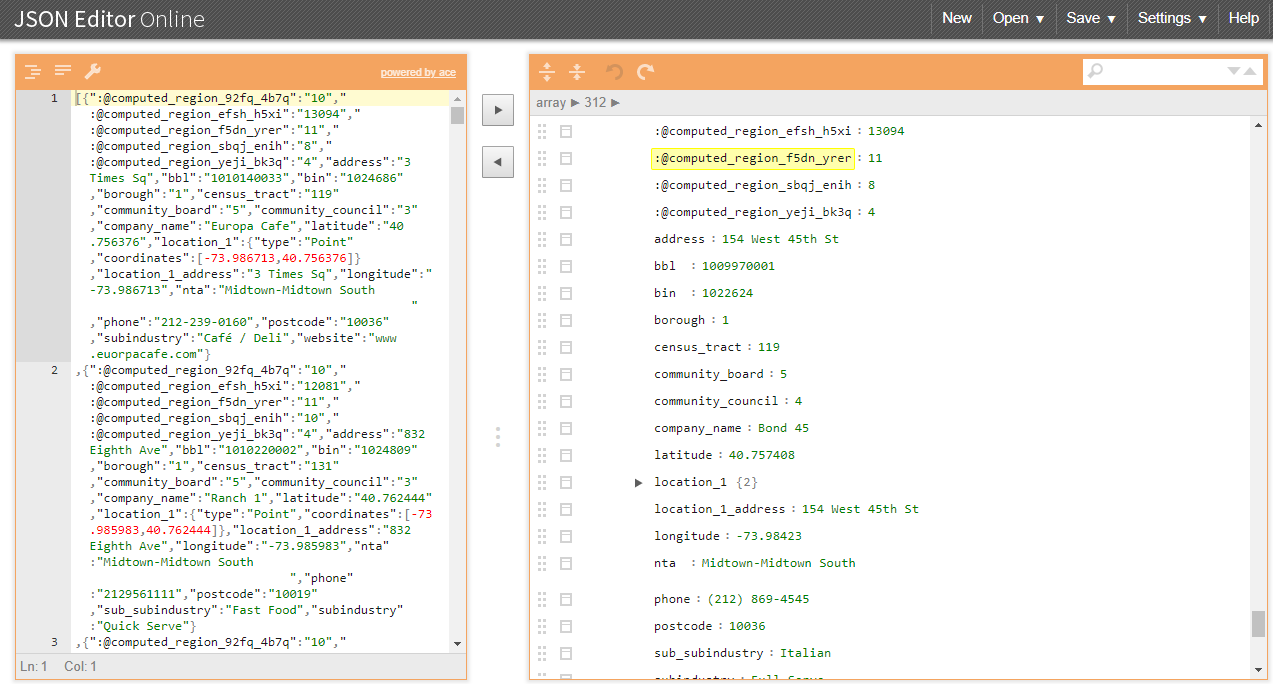 JSON Editor Online
New Open ▼ Save ▼ Settings ▼ Help
powered by ace
1 [{":@computed_region_92fq_4b7q":"10","
:@computed_region_efsh_h5xi":"13094","
:@computed_region_f5dn_yrer":"11","
:@computed_region_sbqj_enih":"8","
:@computed_region_yeji_bk3q":"4","address":"3
Times Sq","bbl":"1010140033","bin":"1024686"
,"borough":"1","census_tract":"119"
,"community_board":"5","community_council":"3"
,"company_name":"Europa Cafe","latitude":"40
.756376","location_1":{"type":"Point"
,"coordinates":[-73.986713,40.756376]}
,"location_1_address":"3 Times Sq","longitude":"
-73.986713","nta":"Midtown-Midtown South
"
,"phone":"212-239-0160","postcode":"10036"
,"subindustry":"Café / Deli","website":"www
.euorpacafe.com"}
2 ,{":@computed_region_92fq_4b7q":"10","
:@computed_region_efsh_h5xi":"12081","
:@computed_region_f5dn_yrer":"11","
:@computed_region_sbqj_enih":"10","
:@computed_region_yeji_bk3q":"4","address":"832
Eighth Ave","bbl":"1010220002","bin":"1024809"
,"borough":"1","census_tract":"131"
,"community_board":"5","community_council":"3"
,"company_name":"Ranch 1","latitude":"40.762444"
,"location_1":{"type":"Point","coordinates":[-73
.985983,40.762444]},"location_1_address":"832
Eighth Ave","longitude":"-73.985983","nta"
:"Midtown-Midtown South
","phone"
:"2129561111","postcode":"10019"
,"sub_subindustry":"Fast Food","subindustry"
:"Quick Serve"}
3 ,{":@computed_region_92fq_4b7q":"10","
Ln: 1 Col: 1
array ► 312 ►
:@computed_region_efsh_h5xi : 13094
:@computed_region_f5dn_yrer : 11
:@computed_region_sbqj_enih : 8
:@computed_region_yeji_bk3q : 4
address : 154 West 45th St
bbl : 1009970001
bin : 1022624
borough : 1
census_tract : 119
community_board : 5
community_council : 4
company_name : Bond 45
latitude : 40.757408
► location_1 {2}
location_1_address : 154 West 45th St
longitude : -73.98423
nta : Midtown-Midtown South
phone : (212) 869-4545
postcode : 10036
sub_subindustry : Italian
subindustry : Full Serve